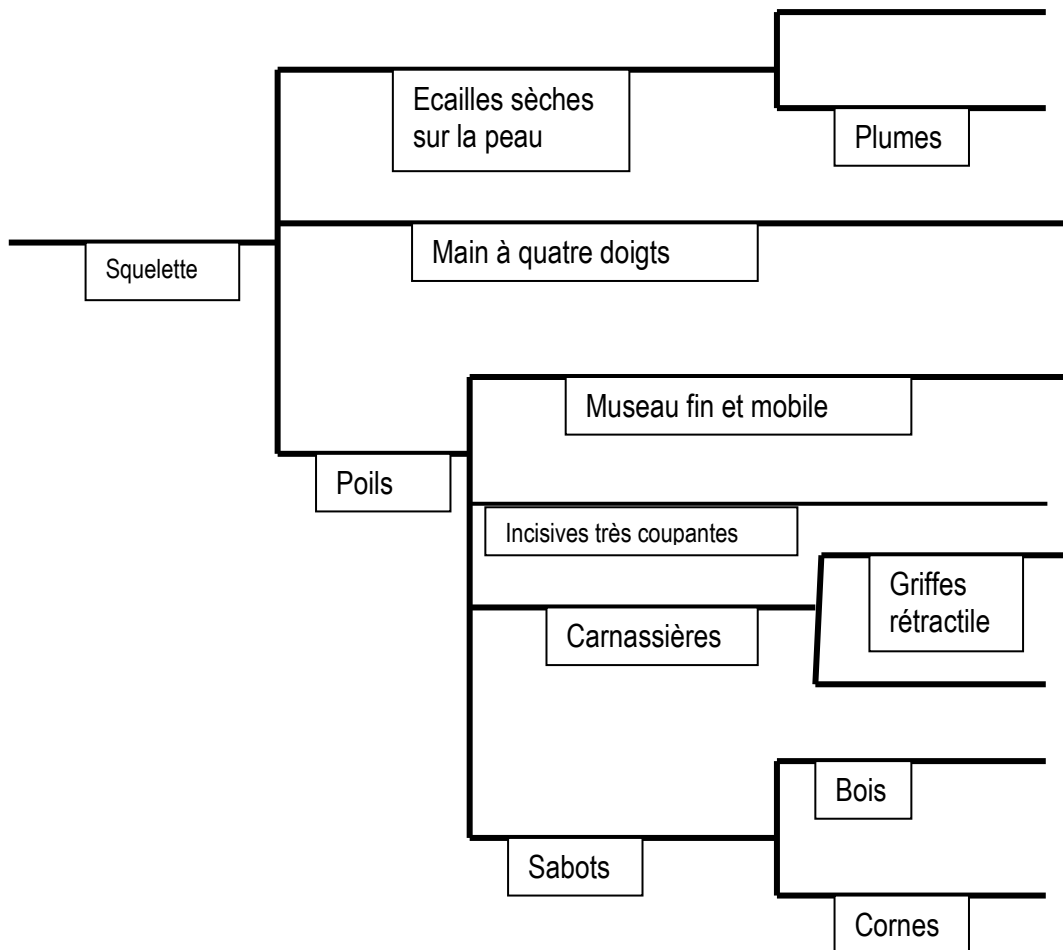 Ecailles sèches
sur la peau
Plumes
Squelette
Main à quatre doigts
Museau fin et mobile
Poils
Incisives très coupantes
Griffes
rétractile
Carnassières
Bois
Sabots
Cornes